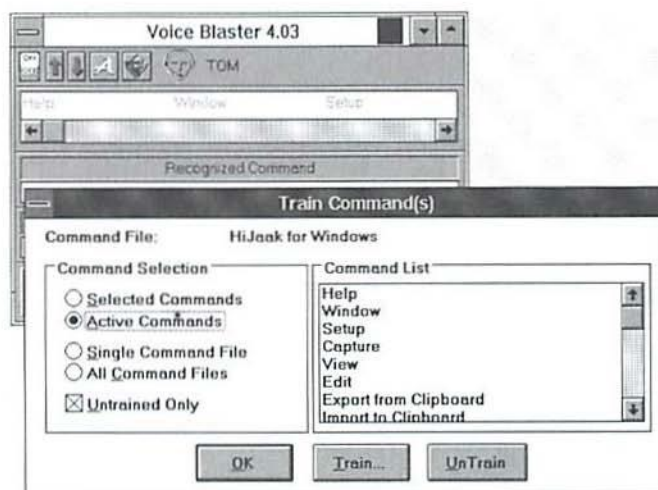 Voice Blaster 4.03
TOM
Help Window Setup
Recognized Command
Train Command(s)
Command File: HiJaak for Windows
Command Selection
Selected Commands
Active Commands
Single Command File
All Command Files
Untrained Only
Command List
Help
Window
Setup
Capture
View
Edit
Export from Clipboard
Import to Clipboard
OK Train... UnTrain